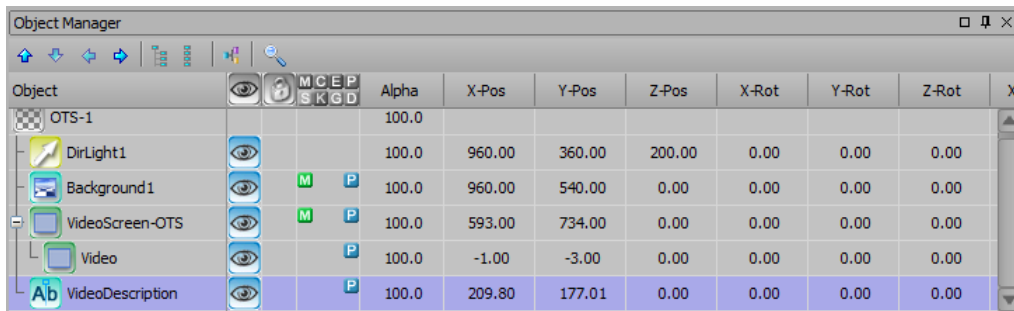 Object Manager
Object M C E P S K G D Alpha X-Pos Y-Pos Z-Pos X-Rot Y-Rot Z-Rot X
OTS-1 100.0
DirLight1 100.0 960.00 360.00 200.00 0.00 0.00 0.00
Background1 M P 100.0 960.00 540.00 0.00 0.00 0.00 0.00
VideoScreen-OTS M P 100.0 593.00 734.00 0.00 0.00 0.00 0.00
Video P 100.0 -1.00 -3.00 0.00 0.00 0.00 0.00
Ab VideoDescription P 100.0 209.80 177.01 0.00 0.00 0.00 0.00